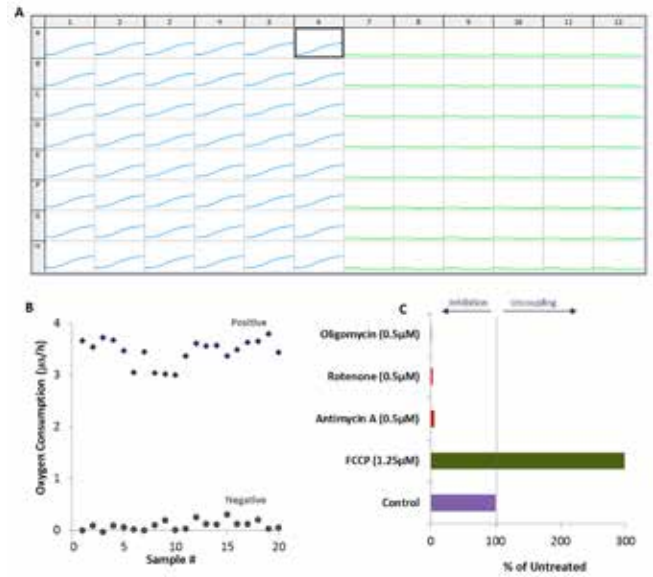 A
1 2 3 4 5 6 7 8 9 10 11 12
A
B
C
D
E
F
G
H
B
Oxygen Consumption (µs/h)
4
3
2
1
0
Positive
Negative
0 5 10 15 20
Sample #
C
Inhibition Uncoupling
Oligomycin (0.5µM)
Rotenone (0.5µM)
Antimycin A (0.5µM)
FCCP (1.25µM)
Control
0 100 200 300
% of Untreated